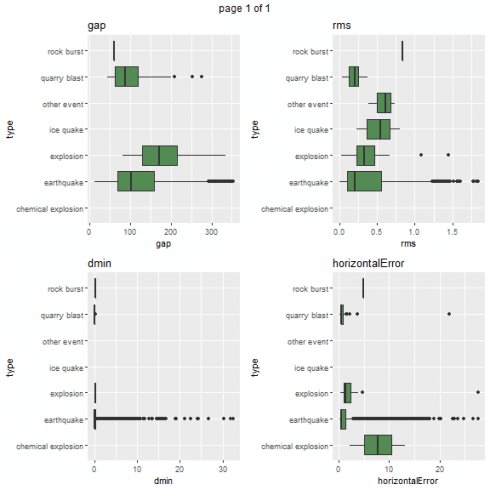 page 1 of 1
gap
rock burst
quarry blast
other event
ice quake
explosion
earthquake
chemical explosion
type
0 100 200 300
gap
rms
rock burst
quarry blast
other event
ice quake
explosion
earthquake
chemical explosion
type
0.0 0.5 1.0 1.5
rms
dmin
rock burst
quarry blast
other event
ice quake
explosion
earthquake
chemical explosion
type
0 10 20 30
dmin
horizontalError
rock burst
quarry blast
other event
ice quake
explosion
earthquake
chemical explosion
type
0 10 20
horizontalError